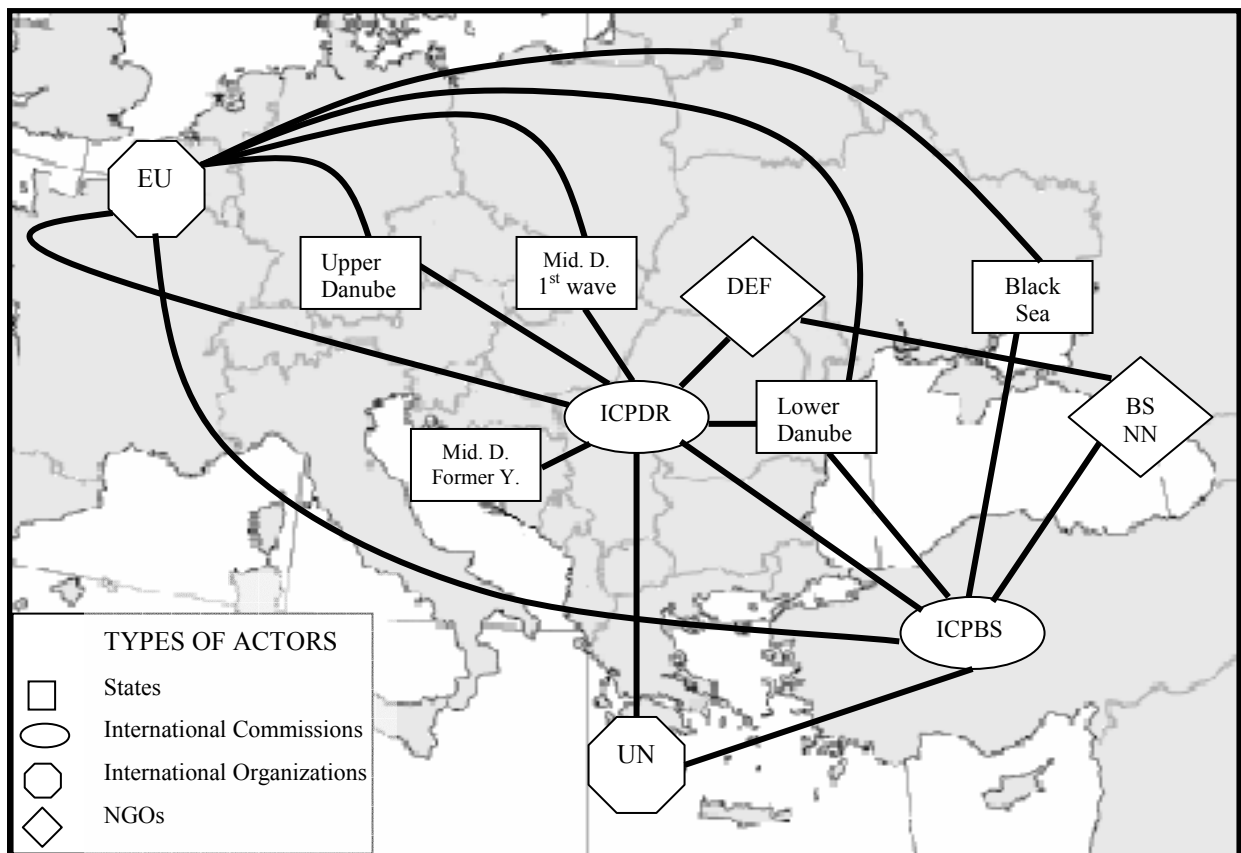 EU
Upper
Danube
Mid. D.
1st wave
DEF
Black
Sea
ICPDR
Lower
Danube
BS
NN
Mid. D.
Former Y.
ICPBS
UN
TYPES OF ACTORS
States
International Commissions
International Organizations
NGOs